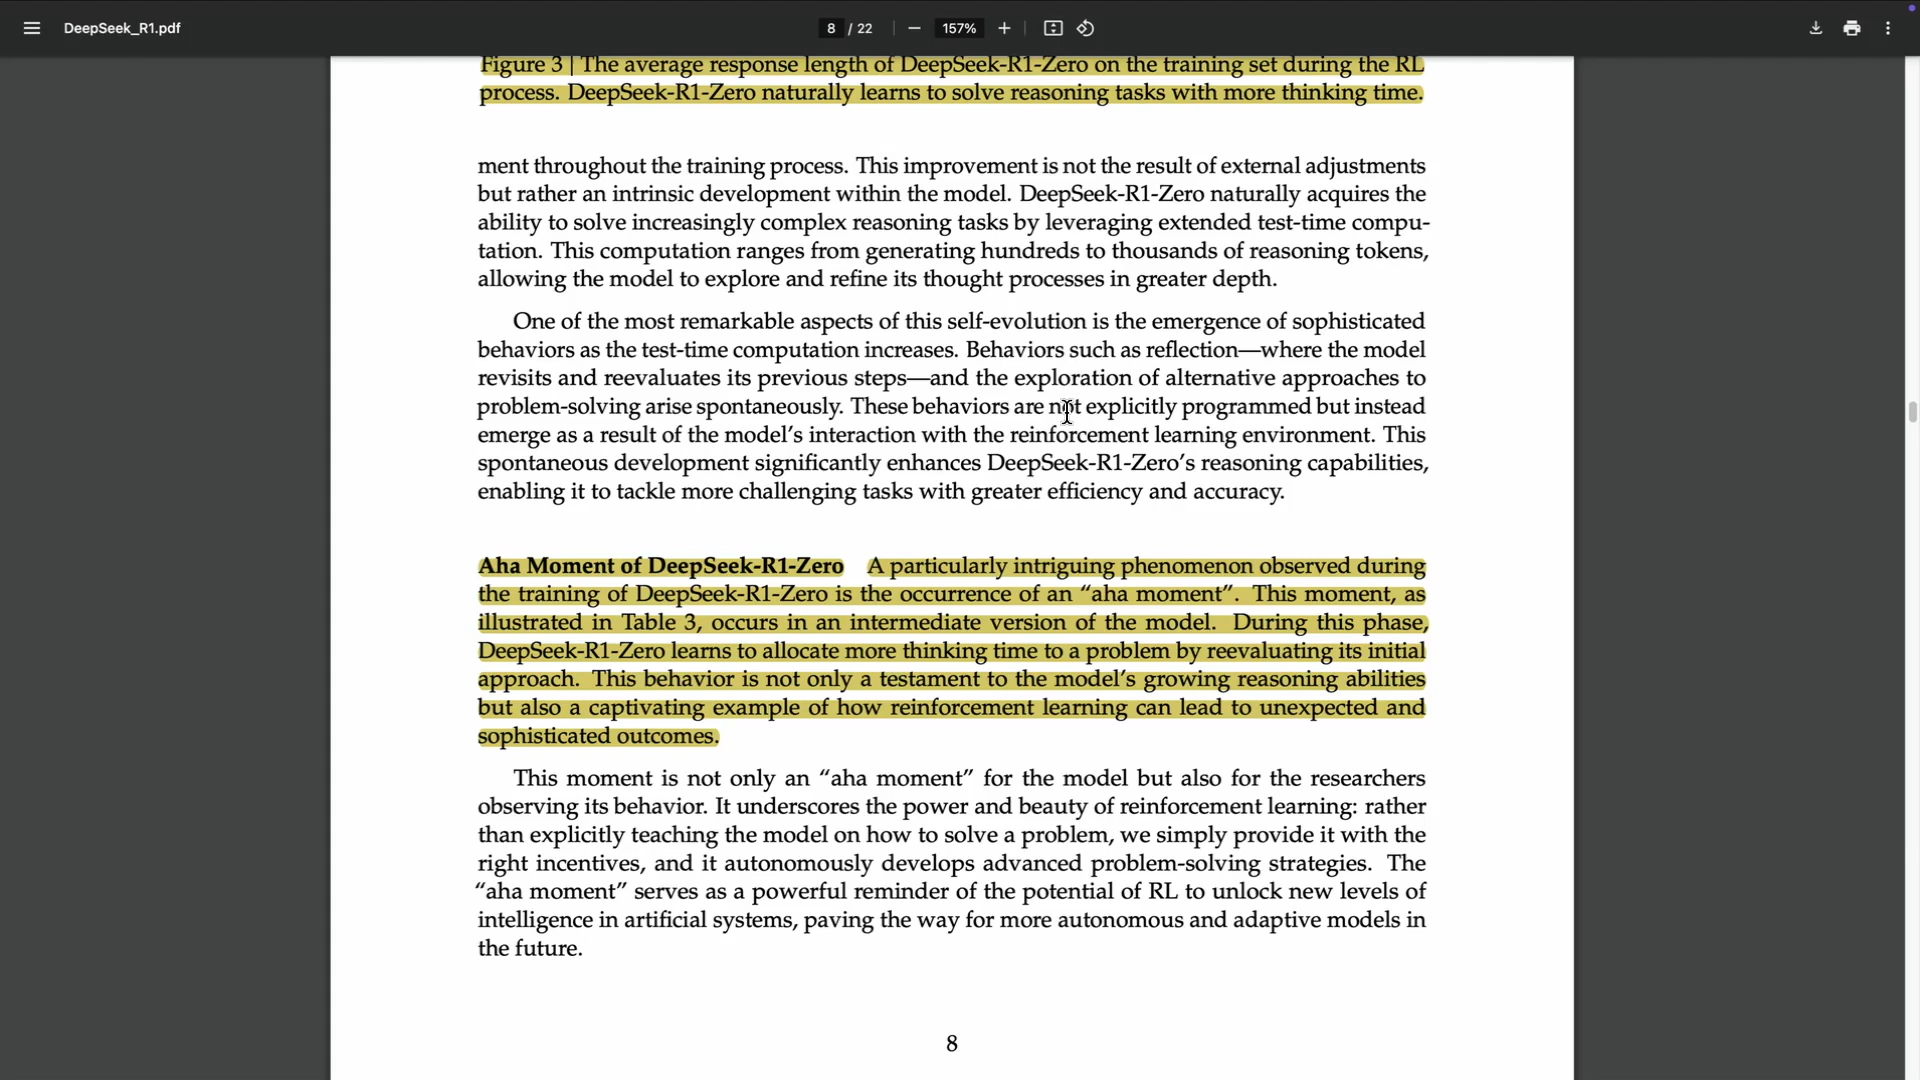 DeepSeek_R1.pdf
8 / 22
157%
Figure 3 | The average response length of DeepSeek-R1-Zero on the training set during the RL
process. DeepSeek-R1-Zero naturally learns to solve reasoning tasks with more thinking time.
ment throughout the training process. This improvement is not the result of external adjustments
but rather an intrinsic development within the model. DeepSeek-R1-Zero naturally acquires the
ability to solve increasingly complex reasoning tasks by leveraging extended test-time compu-
tation. This computation ranges from generating hundreds to thousands of reasoning tokens,
allowing the model to explore and refine its thought processes in greater depth.
One of the most remarkable aspects of this self-evolution is the emergence of sophisticated
behaviors as the test-time computation increases. Behaviors such as reflection—where the model
revisits and reevaluates its previous steps—and the exploration of alternative approaches to
problem-solving arise spontaneously. These behaviors are not explicitly programmed but instead
emerge as a result of the model’s interaction with the reinforcement learning environment. This
spontaneous development significantly enhances DeepSeek-R1-Zero’s reasoning capabilities,
enabling it to tackle more challenging tasks with greater efficiency and accuracy.
Aha Moment of DeepSeek-R1-Zero A particularly intriguing phenomenon observed during
the training of DeepSeek-R1-Zero is the occurrence of an “aha moment”. This moment, as
illustrated in Table 3, occurs in an intermediate version of the model. During this phase,
DeepSeek-R1-Zero learns to allocate more thinking time to a problem by reevaluating its initial
approach. This behavior is not only a testament to the model’s growing reasoning abilities
but also a captivating example of how reinforcement learning can lead to unexpected and
sophisticated outcomes.
This moment is not only an “aha moment” for the model but also for the researchers
observing its behavior. It underscores the power and beauty of reinforcement learning: rather
than explicitly teaching the model on how to solve a problem, we simply provide it with the
right incentives, and it autonomously develops advanced problem-solving strategies. The
“aha moment” serves as a powerful reminder of the potential of RL to unlock new levels of
intelligence in artificial systems, paving the way for more autonomous and adaptive models in
the future.
8